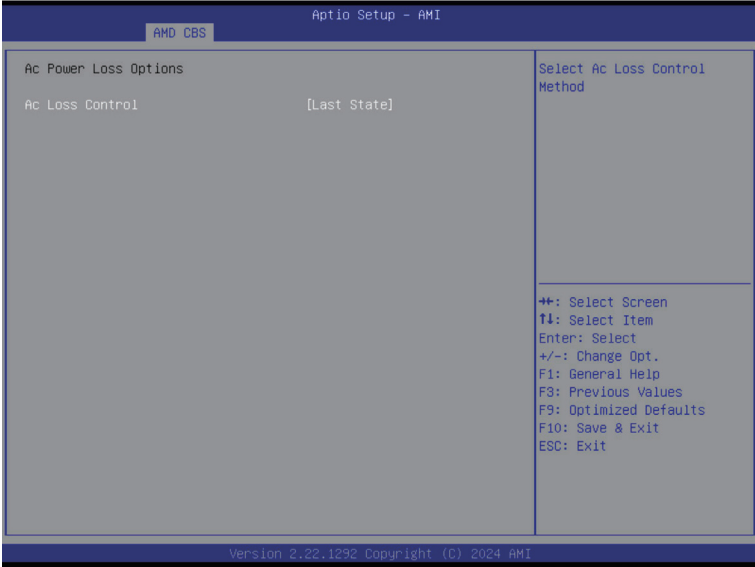 Aptio Setup – AMI
AMD CBS
Ac Power Loss Options
Ac Loss Control [Last State]
Select Ac Loss Control
Method
→←: Select Screen
↑↓: Select Item
Enter: Select
+/-: Change Opt.
F1: General Help
F3: Previous Values
F9: Optimized Defaults
F10: Save & Exit
ESC: Exit
Version 2.22.1292 Copyright (C) 2024 AMI